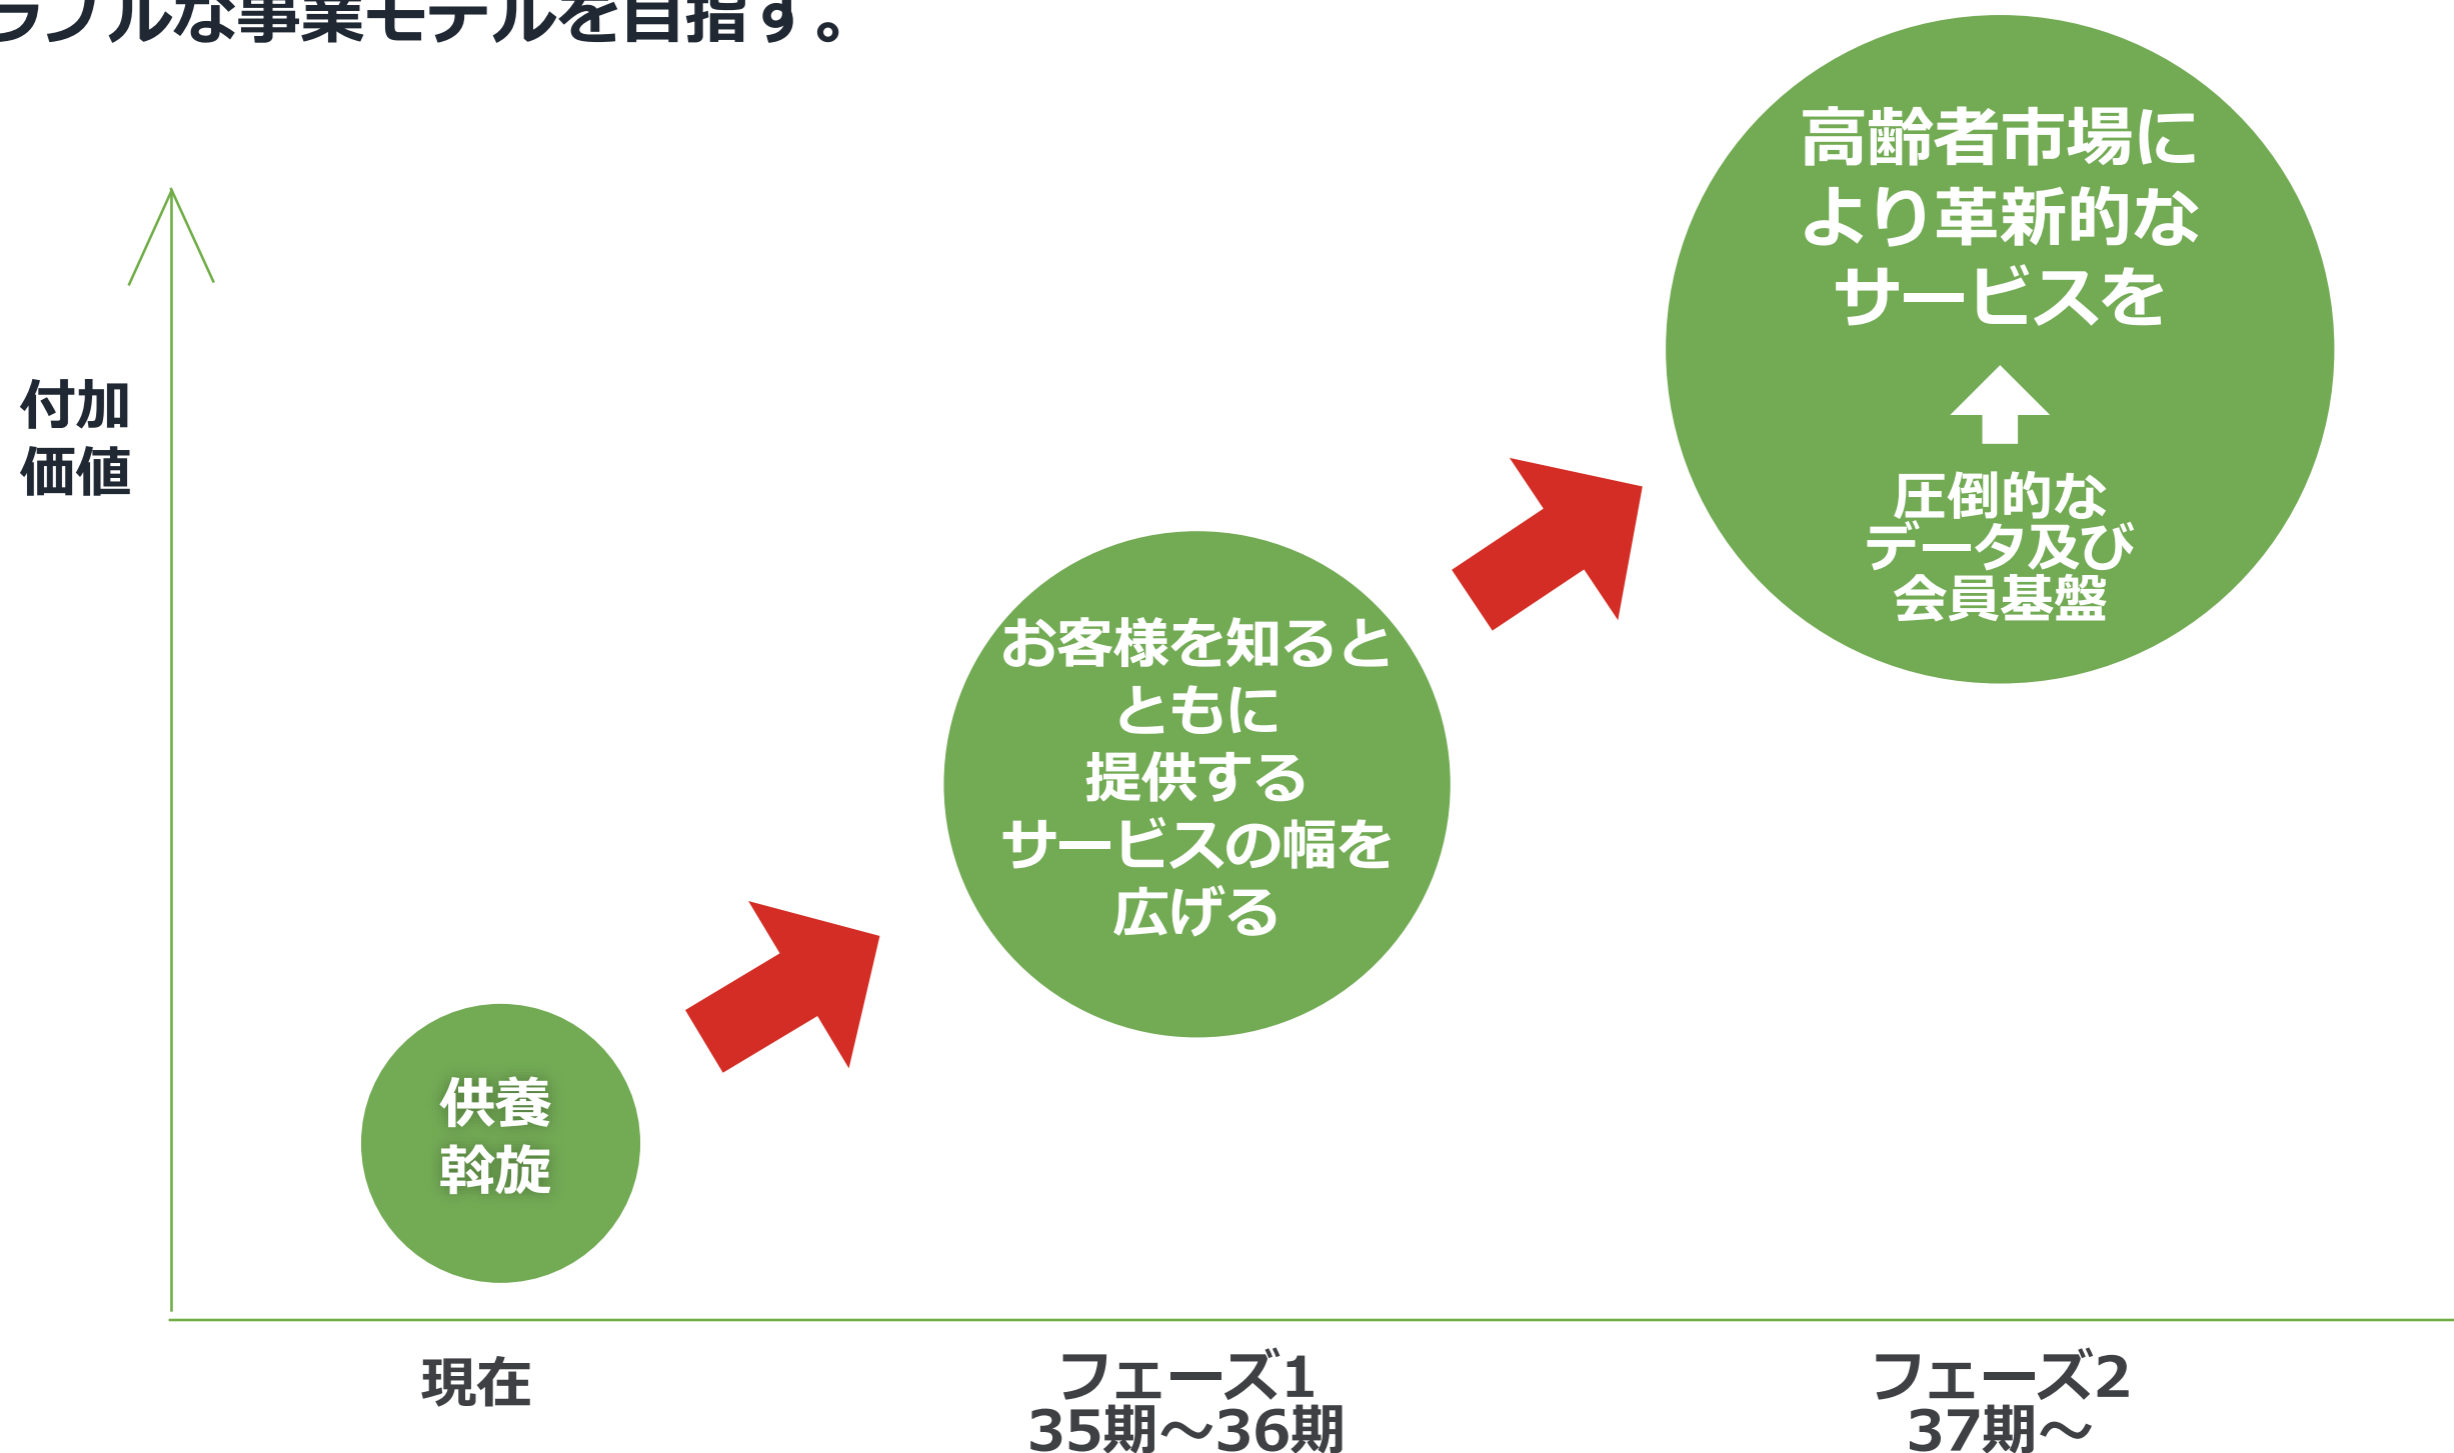 ラブルな事業モデルを目指す。
高齢者市場に
より革新的な
サービスを
圧倒的な
データ及び
会員基盤
付加
価値
お客様を知ると
ともに
提供する
サービスの幅を
広げる
供養
斡旋
現在
フェーズ1
35期〜36期
フェーズ2
37期〜